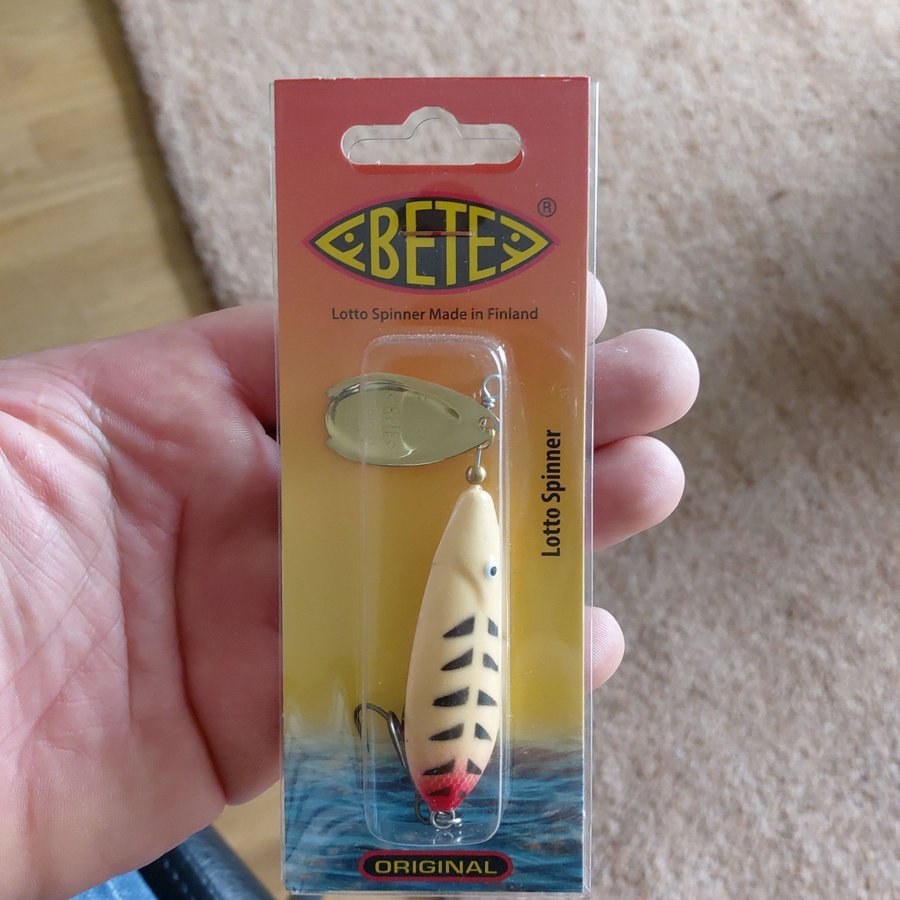 BETE
®
Lotto Spinner Made in Finland
Lotto Spinner
ORIGINAL